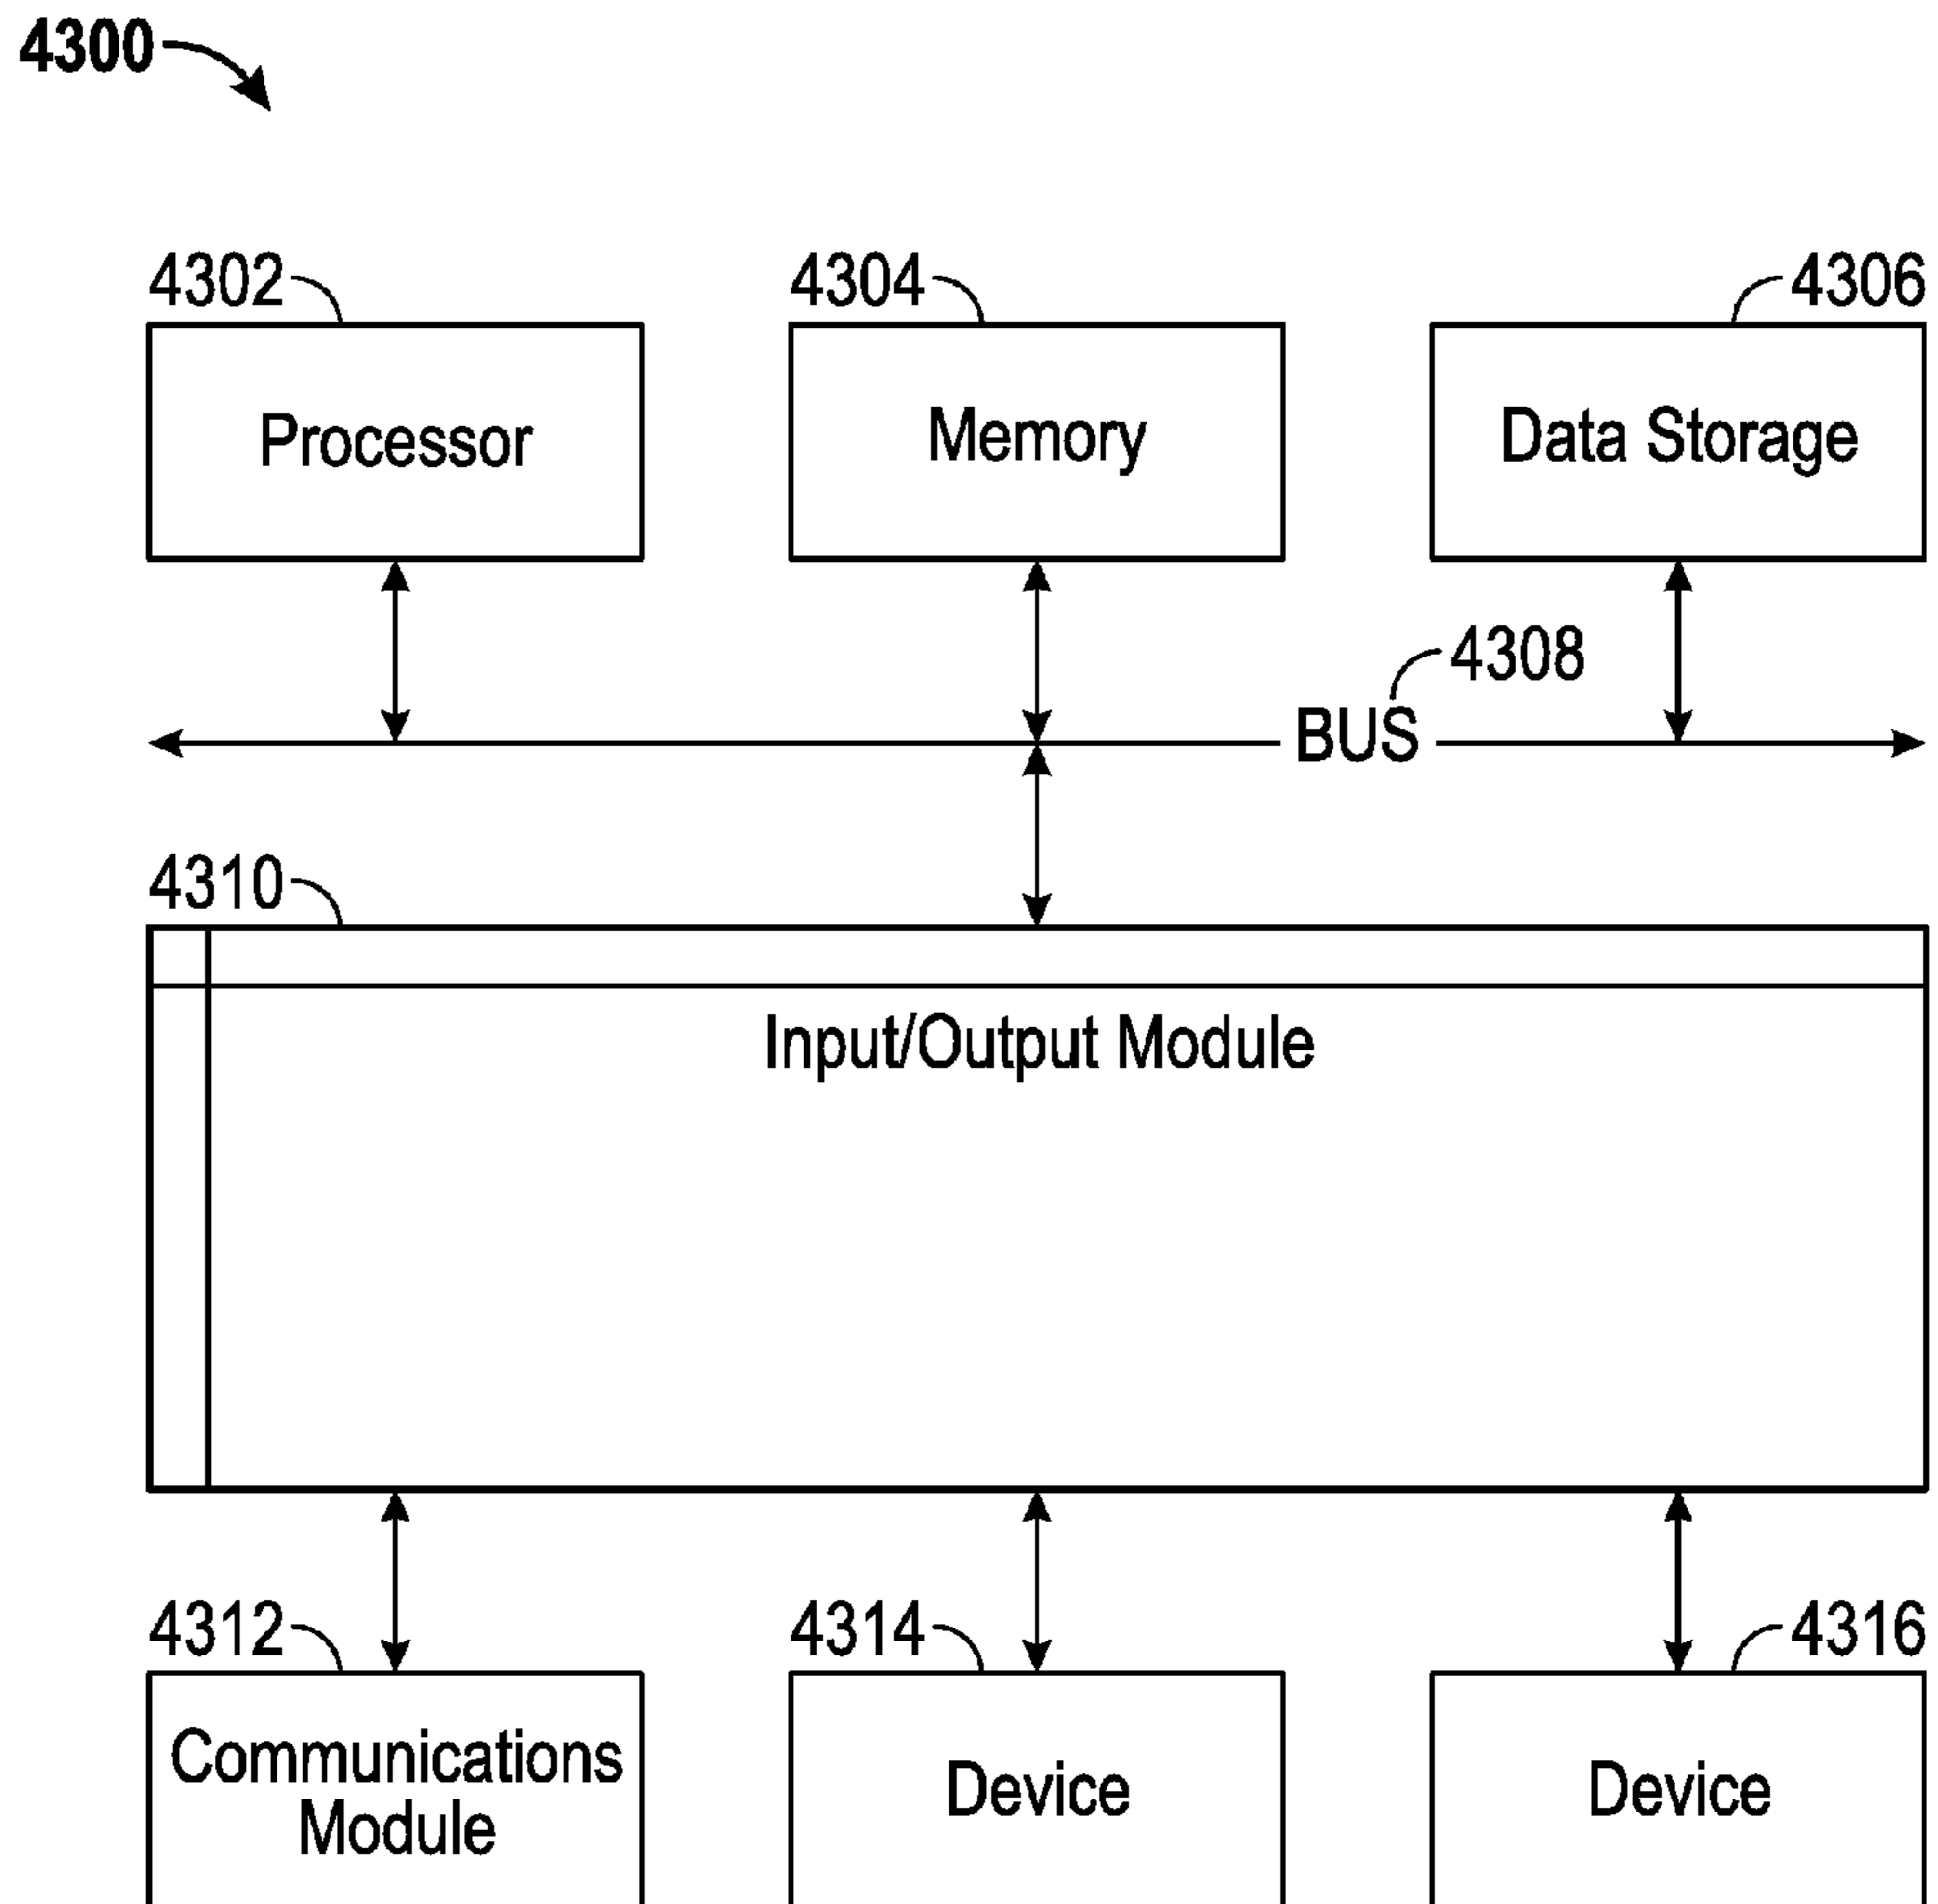 4300
4302
4304
4306
Processor
Memory
Data Storage
4308
BUS
4310
Input/Output Module
4312
4314
4316
Communications
Module
Device
Device